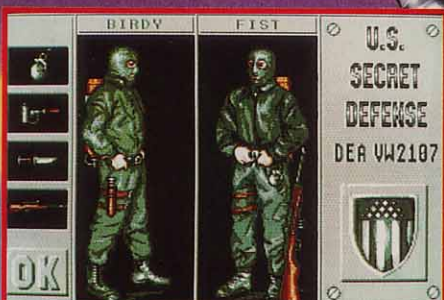 BIRDY
FIST
U.S.
SECRET
DEFENSE
DEA VW2107
OK